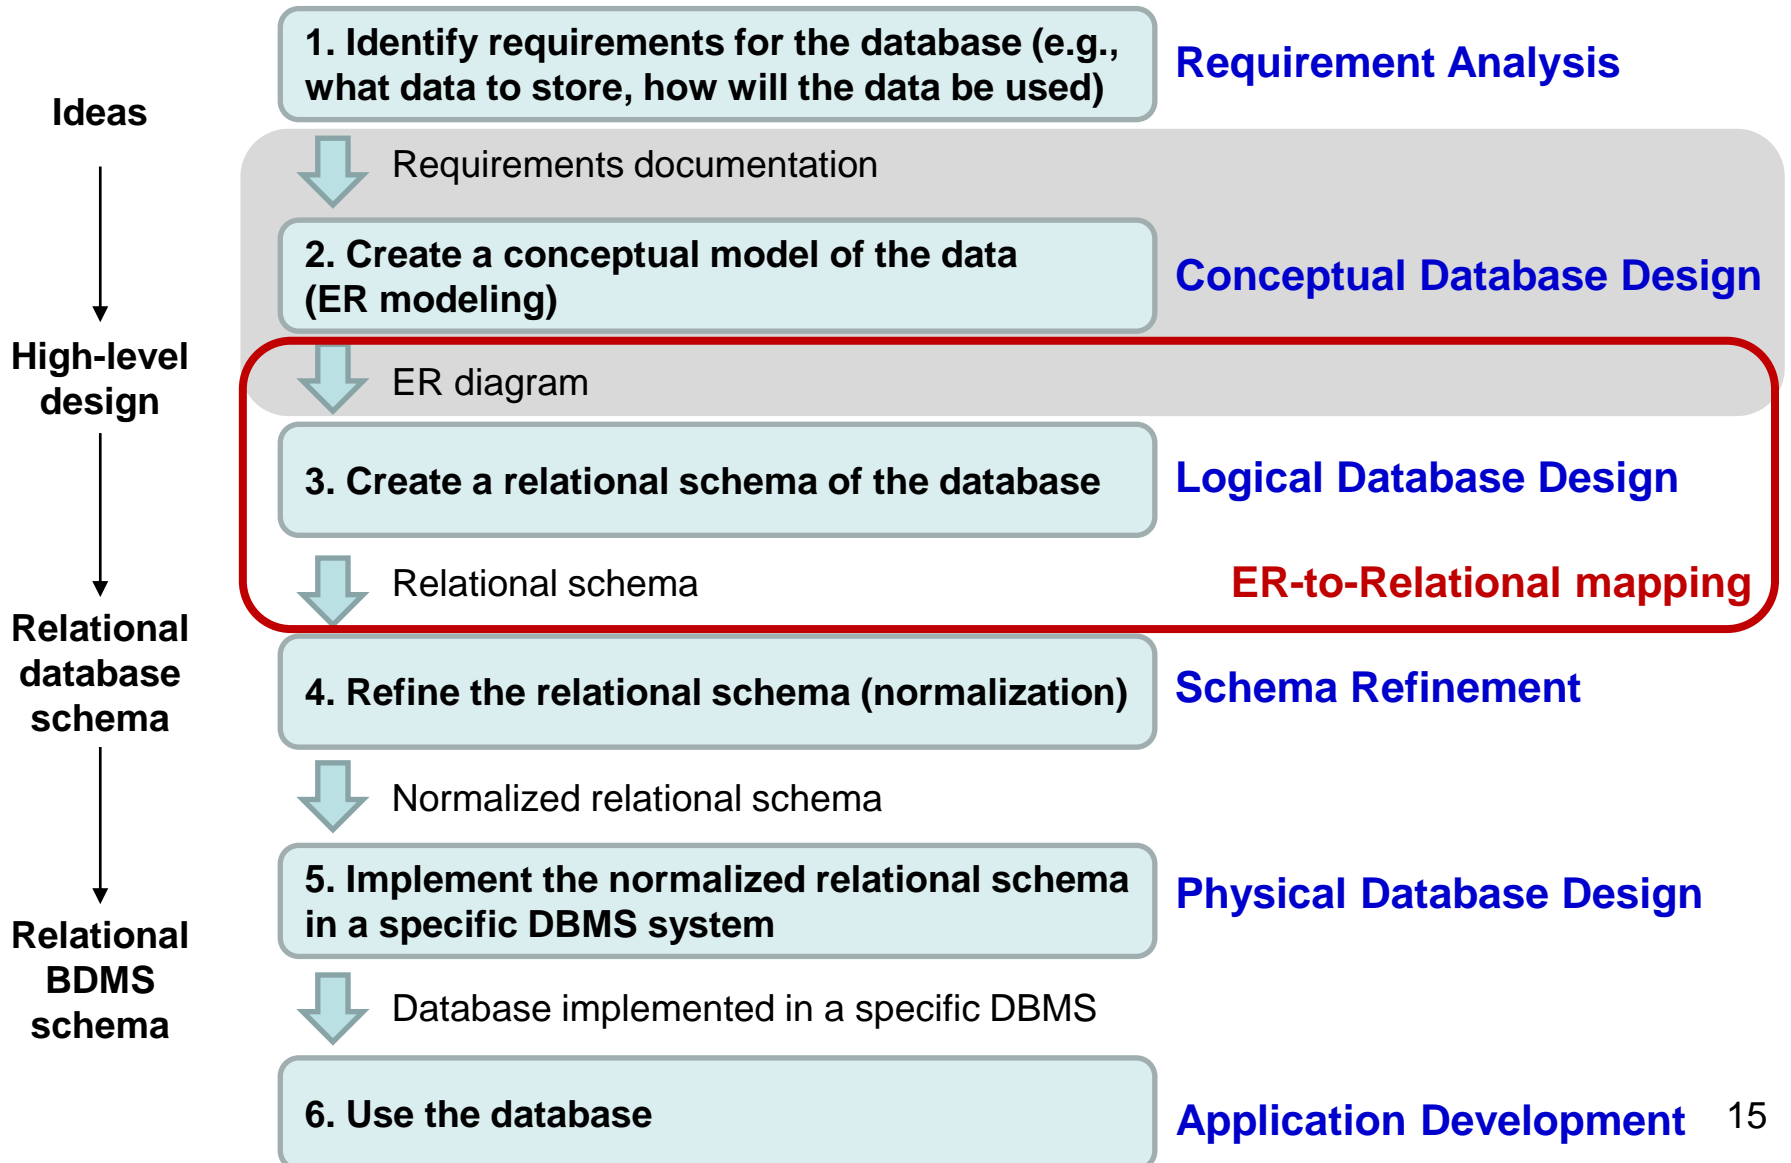 1. Identify requirements for the database (e.g.,
what data to store, how will the data be used)
Requirement Analysis
Ideas
Requirements documentation
2. Create a conceptual model of the data
(ER modeling)
Conceptual Database Design
High-level
design
ER diagram
3. Create a relational schema of the database
Logical Database Design
Relational schema
ER-to-Relational mapping
Relational
database
schema
4. Refine the relational schema (normalization)
Schema Refinement
Normalized relational schema
5. Implement the normalized relational schema
in a specific DBMS system
Physical Database Design
Relational
BDMS
schema
Database implemented in a specific DBMS
6. Use the database
Application Development
15